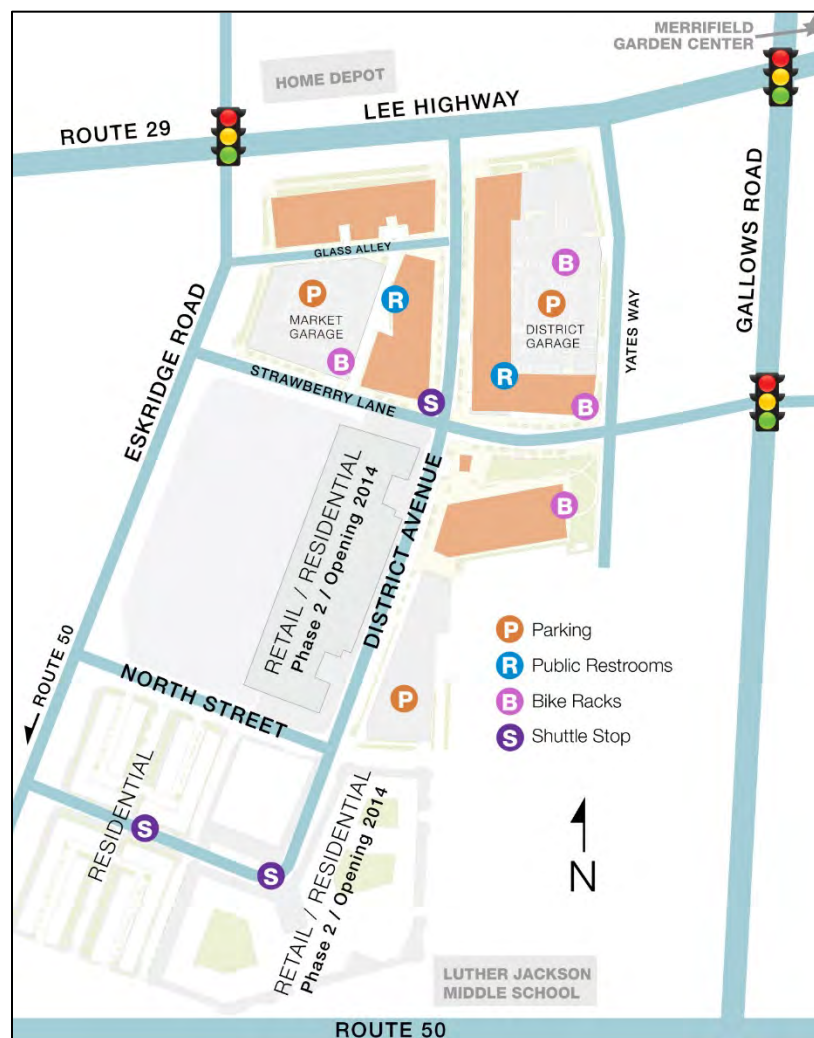 MERRIFIELD
GARDEN CENTER
HOME DEPOT
LEE HIGHWAY
ROUTE 29
GALLOWS ROAD
GLASS ALLEY
ESKRIDGE ROAD
P
MARKET
GARAGE
R
B
B
P
DISTRICT
GARAGE
YATES WAY
R
B
STRAWBERRY LANE
S
RETAIL / RESIDENTIAL
Phase 2 / Opening 2014
DISTRICT AVENUE
B
ROUTE 50
NORTH STREET
P
P Parking
R Public Restrooms
B Bike Racks
S Shuttle Stop
RESIDENTIAL
S
S
RETAIL / RESIDENTIAL
Phase 2 / Opening 2014
N
LUTHER JACKSON
MIDDLE SCHOOL
ROUTE 50